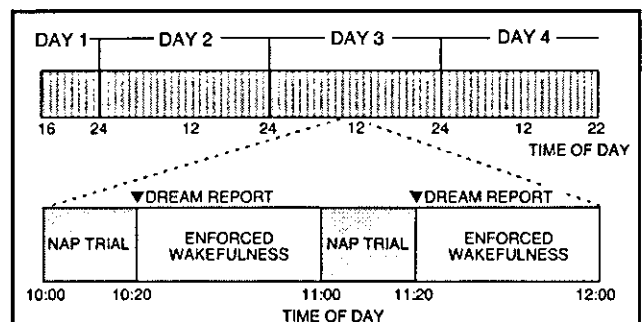 DAY 1 DAY 2 DAY 3 DAY 4
16 24 12 24 12 24 12 22
TIME OF DAY
▼DREAM REPORT ▼DREAM REPORT
NAP TRIAL ENFORCED WAKEFULNESS NAP TRIAL ENFORCED WAKEFULNESS
10:00 10:20 11:00 11:20 12:00
TIME OF DAY